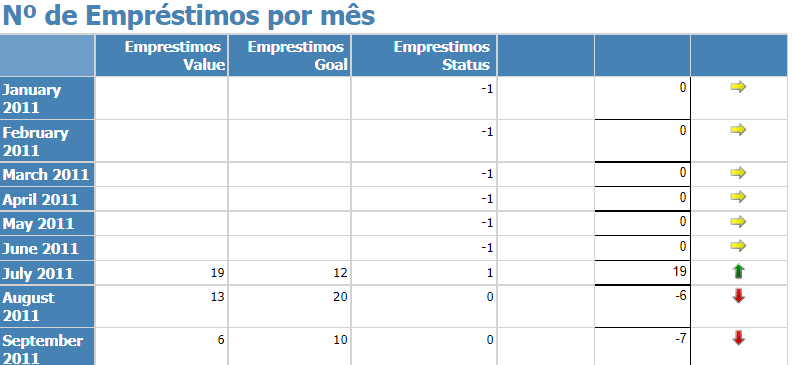 Nº de Empréstimos por mês
Emprestimos Value Emprestimos Goal Emprestimos Status
January 2011 -1 0
February 2011 -1 0
March 2011 -1 0
April 2011 -1 0
May 2011 -1 0
June 2011 -1 0
July 2011 19 12 1 19
August 2011 13 20 0 -6
September 2011 6 10 0 -7